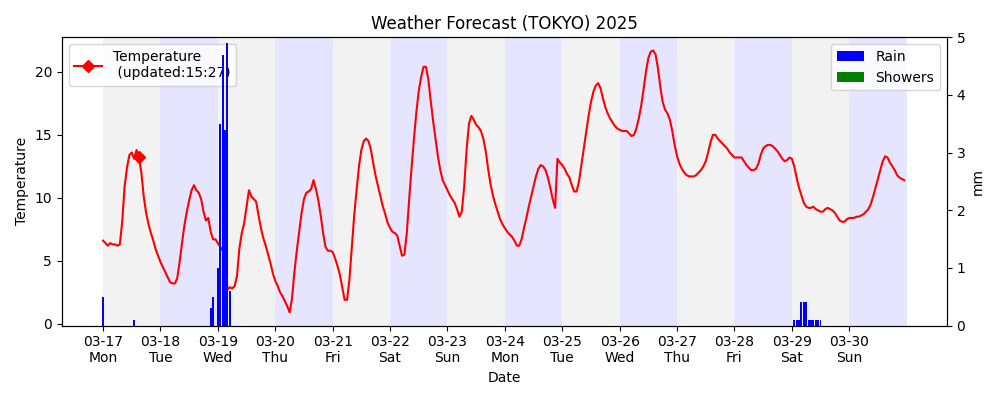 Weather Forecast (TOKYO) 2025
Temperature
(updated:15:27)
Rain
Showers
Temperature
20
15
10
5
0
5
4
3
2
1
0
mm
03-17 03-18 03-19 03-20 03-21 03-22 03-23 03-24 03-25 03-26 03-27 03-28 03-29 03-30
Mon Tue Wed Thu Fri Sat Sun Mon Tue Wed Thu Fri Sat Sun
Date